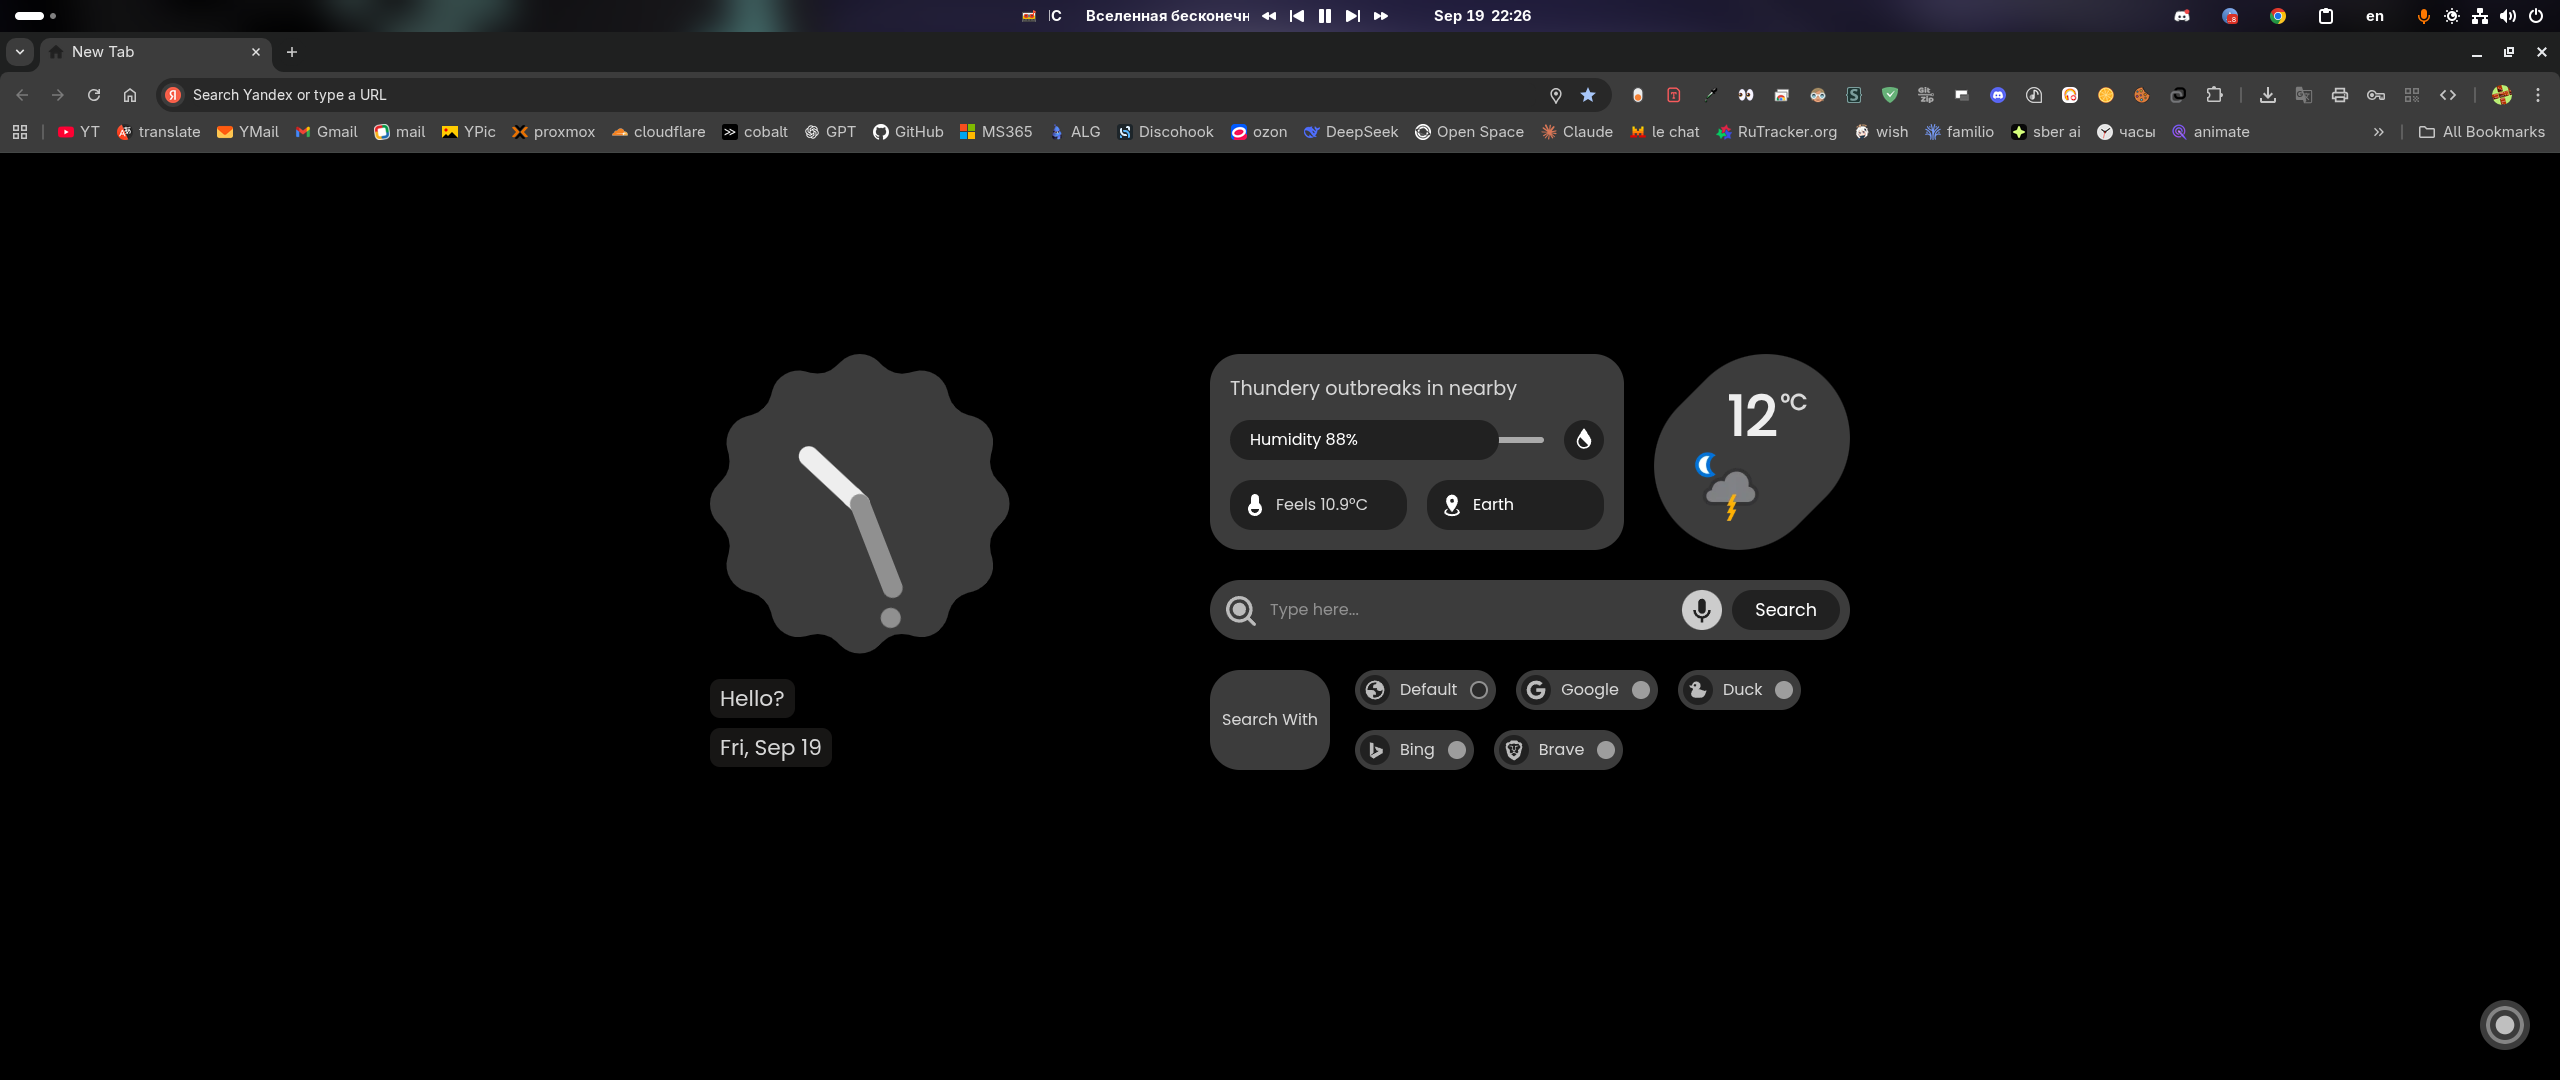 IC Вселенная бесконечн Sep 19 22:26 en
New Tab
Search Yandex or type a URL
YT translate YMail Gmail mail YPic proxmox cloudflare cobalt GPT GitHub MS365 ALG Discohook ozon DeepSeek Open Space Claude le chat RuTracker.org wish familio sber ai часы animate All Bookmarks
Thundery outbreaks in nearby
12 °C
Humidity 88%
Feels 10.9°C Earth
Type here... Search
Hello?
Fri, Sep 19
Search With
Default Google Duck
Bing Brave